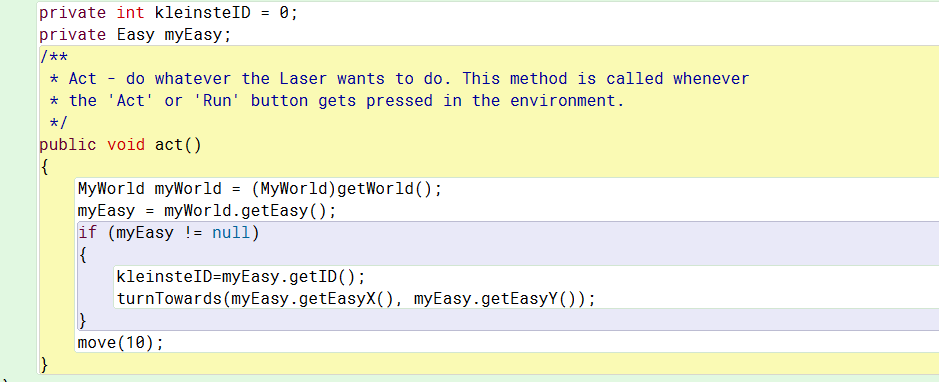 private int kleinsteID = 0;
private Easy myEasy;
/**
* Act - do whatever the Laser wants to do. This method is called whenever
* the 'Act' or 'Run' button gets pressed in the environment.
*/
public void act()
{
MyWorld myWorld = (MyWorld)getWorld();
myEasy = myWorld.getEasy();
if (myEasy != null)
{
kleinsteID=myEasy.getID();
turnTowards(myEasy.getEasyX(), myEasy.getEasyY());
}
move(10);
}